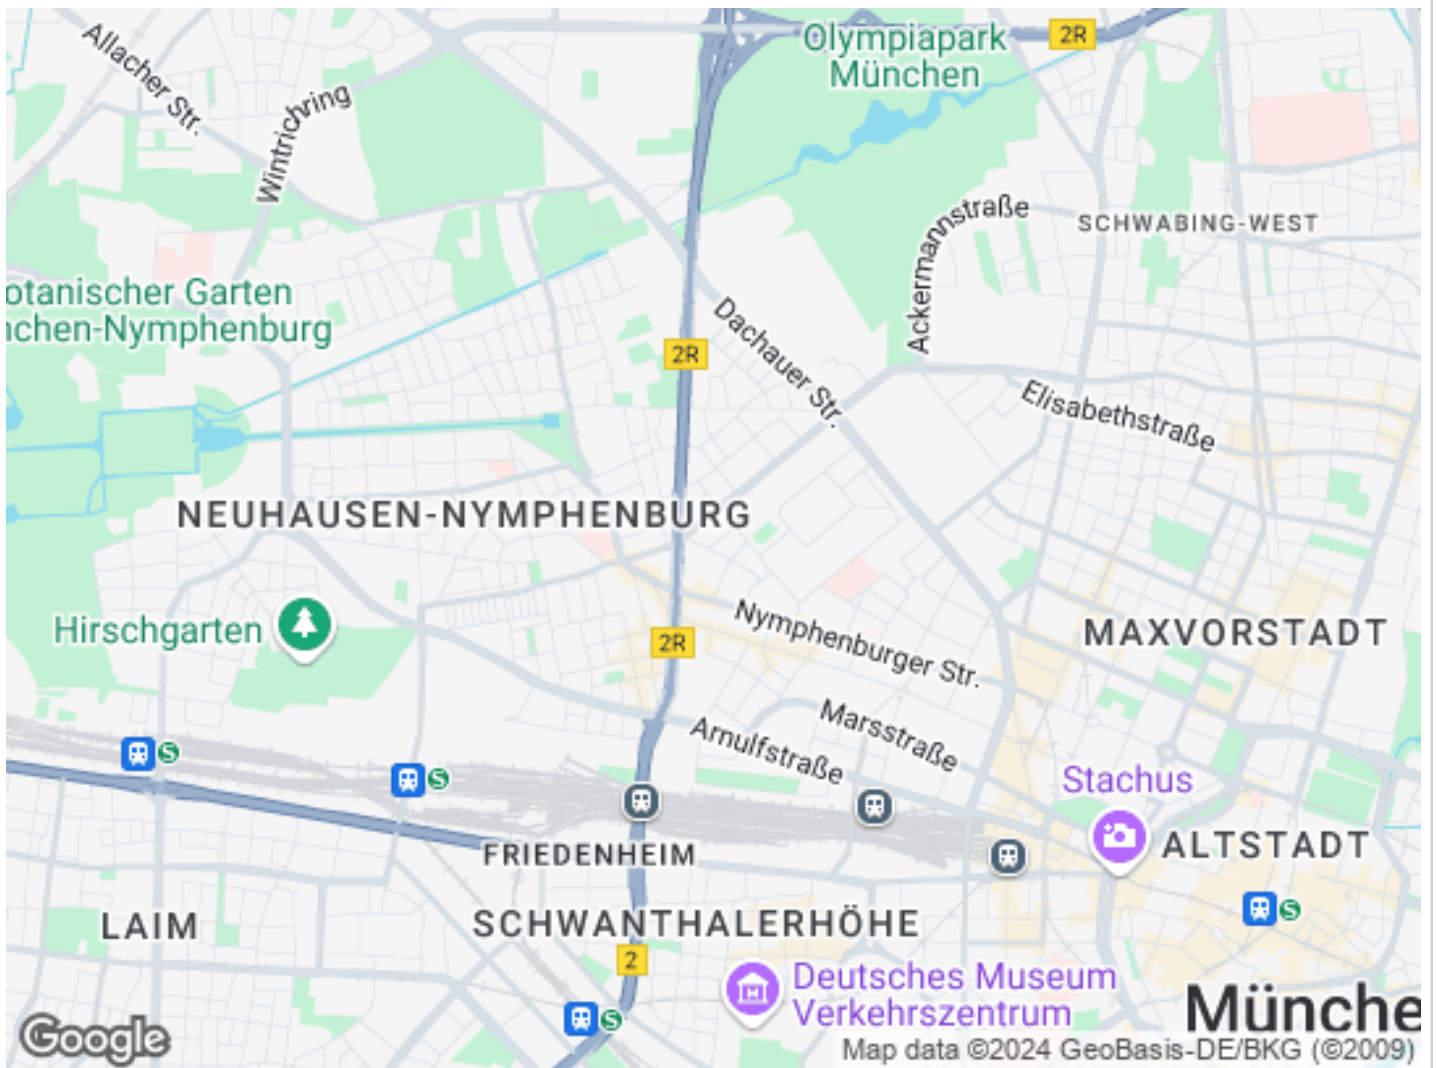 Olympiapark
München
2R
Allacher Str.
Wintrichring
Ackermannstraße
SCHWABING-WEST
otanischer Garten
nchen-Nymphenburg
2R
Dachauer Str.
Elisabethstraße
NEUHAUSEN-NYMPHENBURG
Hirschgarten
2R
Nymphenburger Str.
MAXVORSTADT
Marsstraße
Arnulfstraße
S
S
Stachus
FRIEDENHEIM
ALTSTADT
LAIM
SCHWANTHALERHÖHE
S
2
Deutsches Museum
Verkehrszentrum
S
Münche
Google
Map data ©2024 GeoBasis-DE/BKG (©2009)